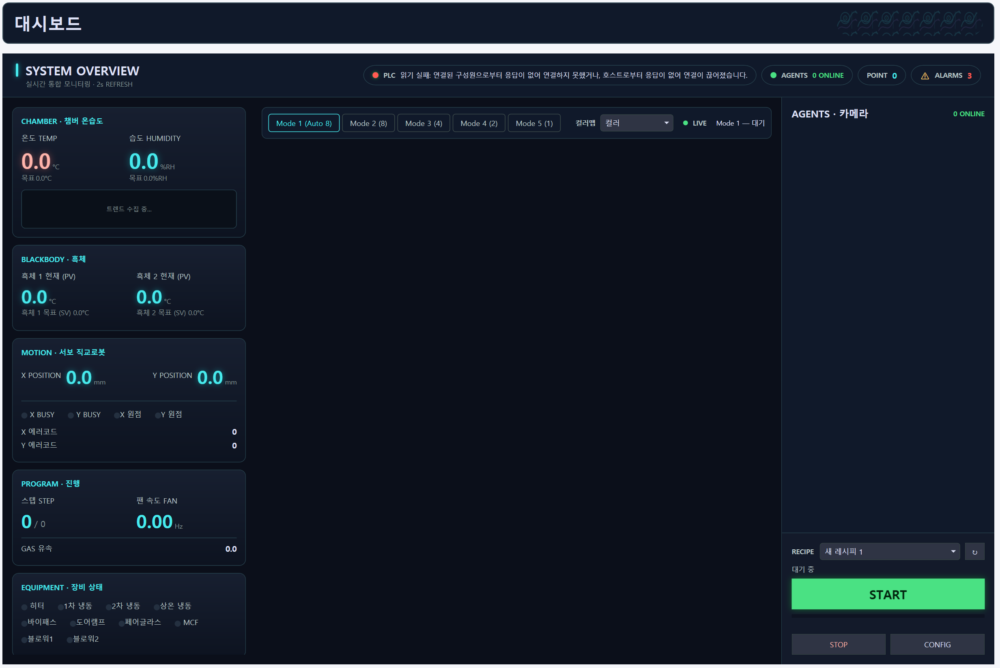 대시보드
SYSTEM OVERVIEW
실시간 통합 모니터링 · 2s REFRESH
PLC 읽기 실패: 연결된 구성원으로부터 응답이 없어 연결하지 못했거나, 호스트로부터 응답이 없어 연결이 끊어졌습니다.
AGENTS 0 ONLINE
POINT 0
ALARMS 3
CHAMBER · 챔버 온습도
온도 TEMP 습도 HUMIDITY
0.0 °C 0.0 %RH
목표 0.0°C 목표 0.0%RH
트렌드 수집 중...
BLACKBODY · 흑체
흑체 1 현재 (PV) 흑체 2 현재 (PV)
0.0 °C 0.0 °C
흑체 1 목표 (SV) 0.0°C 흑체 2 목표 (SV) 0.0°C
MOTION · 서보 직교로봇
X POSITION 0.0 mm Y POSITION 0.0 mm
X BUSY Y BUSY X 원점 Y 원점
X 에러코드 0
Y 에러코드 0
PROGRAM · 진행
스텝 STEP 팬 속도 FAN
0 / 0 0.00 Hz
GAS 유속 0.0
EQUIPMENT · 장비 상태
히터 1차 냉동 2차 냉동 상온 냉동
바이패스 도어램프 페어글라스 MCF
블로워1 블로워2
Mode 1 (Auto 8) Mode 2 (8) Mode 3 (4) Mode 4 (2) Mode 5 (1) 컬러맵 컬러 LIVE Mode 1 — 대기
AGENTS · 카메라 0 ONLINE
RECIPE 새 레시피 1 ↻
대기 중
START
STOP CONFIG